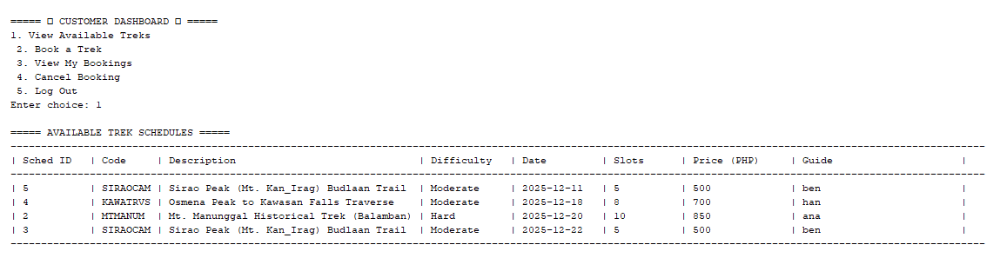 ===== □ CUSTOMER DASHBOARD □ =====
1. View Available Treks
2. Book a Trek
3. View My Bookings
4. Cancel Booking
5. Log Out
Enter choice: 1
===== AVAILABLE TREK SCHEDULES =====
| Sched ID | Code | Description | Difficulty | Date | Slots | Price (PHP) | Guide |
| 5 | SIRAOCAM | Sirao Peak (Mt. Kan_Irag) Budlaan Trail | Moderate | 2025-12-11 | 5 | 500 | ben |
| 4 | KAWATRVS | Osmena Peak to Kawasan Falls Traverse | Moderate | 2025-12-18 | 8 | 700 | han |
| 2 | MTMANUM | Mt. Manunggal Historical Trek (Balamban) | Hard | 2025-12-20 | 10 | 850 | ana |
| 3 | SIRAOCAM | Sirao Peak (Mt. Kan_Irag) Budlaan Trail | Moderate | 2025-12-22 | 5 | 500 | ben |